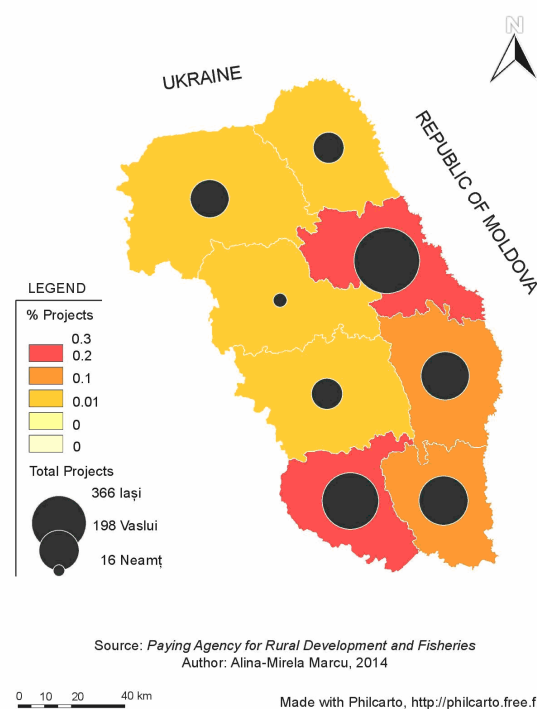 N
UKRAINE
REPUBLIC OF MOLDOVA
LEGEND
% Projects
0.3
0.2
0.1
0.01
0
0
Total Projects
366 Iași
198 Vaslui
16 Neamț
Source: Paying Agency for Rural Development and Fisheries
Author: Alina-Mirela Marcu, 2014
0 10 20 40 km
Made with Philcarto, http://philcarto.free.f